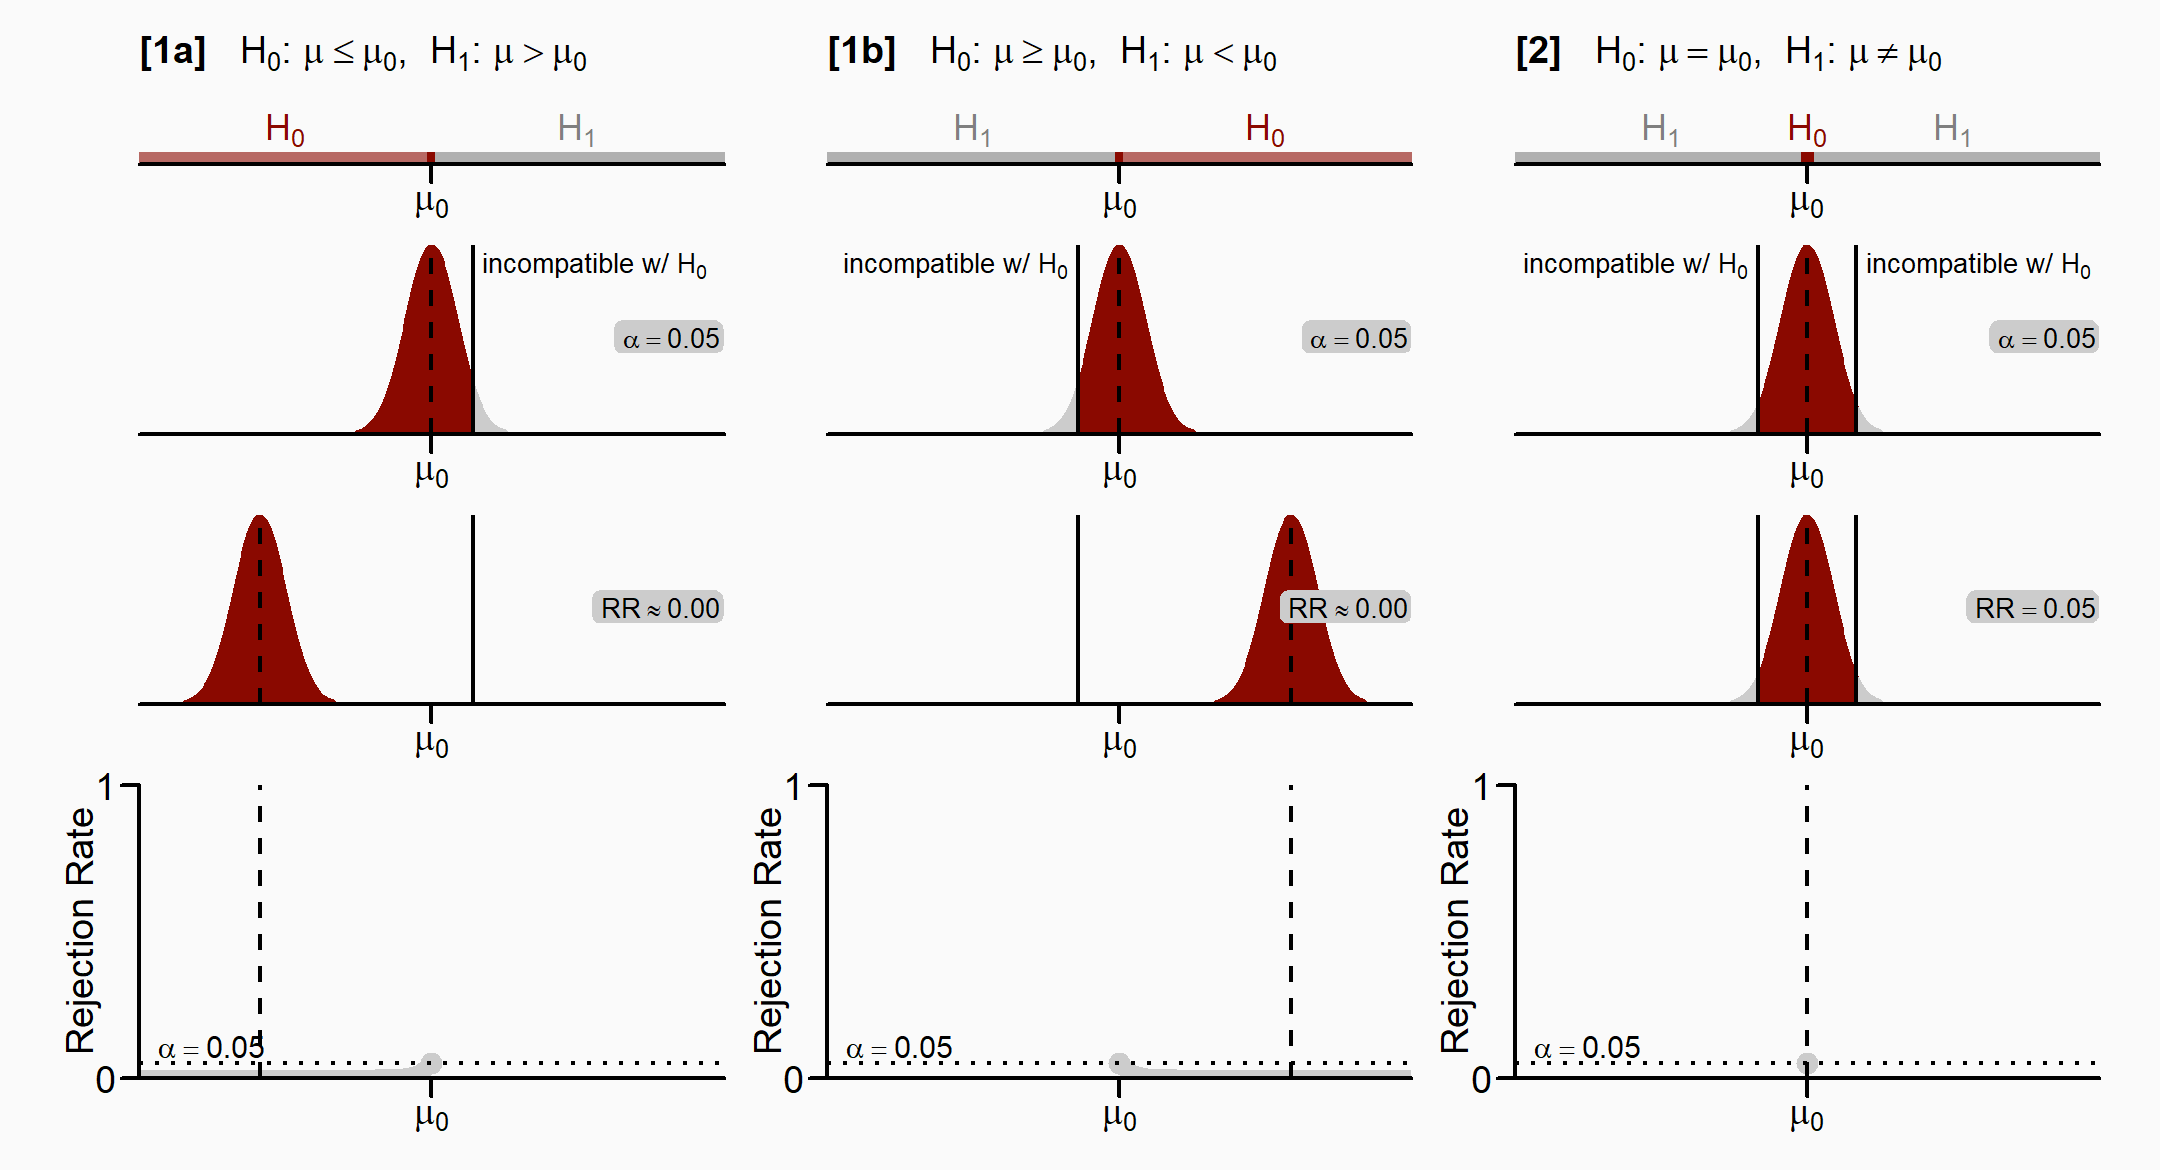 [1a] H₀: μ ≤ μ₀, H₁: μ > μ₀
H₀ H₁
μ₀
incompatible w/ H₀
α = 0.05
μ₀
RR ≈ 0.00
μ₀
1
Rejection Rate
α = 0.05
0
μ₀
[1b] H₀: μ ≥ μ₀, H₁: μ < μ₀
H₁ H₀
μ₀
incompatible w/ H₀
α = 0.05
μ₀
RR ≈ 0.00
μ₀
1
Rejection Rate
α = 0.05
0
μ₀
[2] H₀: μ = μ₀, H₁: μ ≠ μ₀
H₁ H₀ H₁
μ₀
incompatible w/ H₀ incompatible w/ H₀
α = 0.05
μ₀
RR = 0.05
μ₀
1
Rejection Rate
α = 0.05
0
μ₀